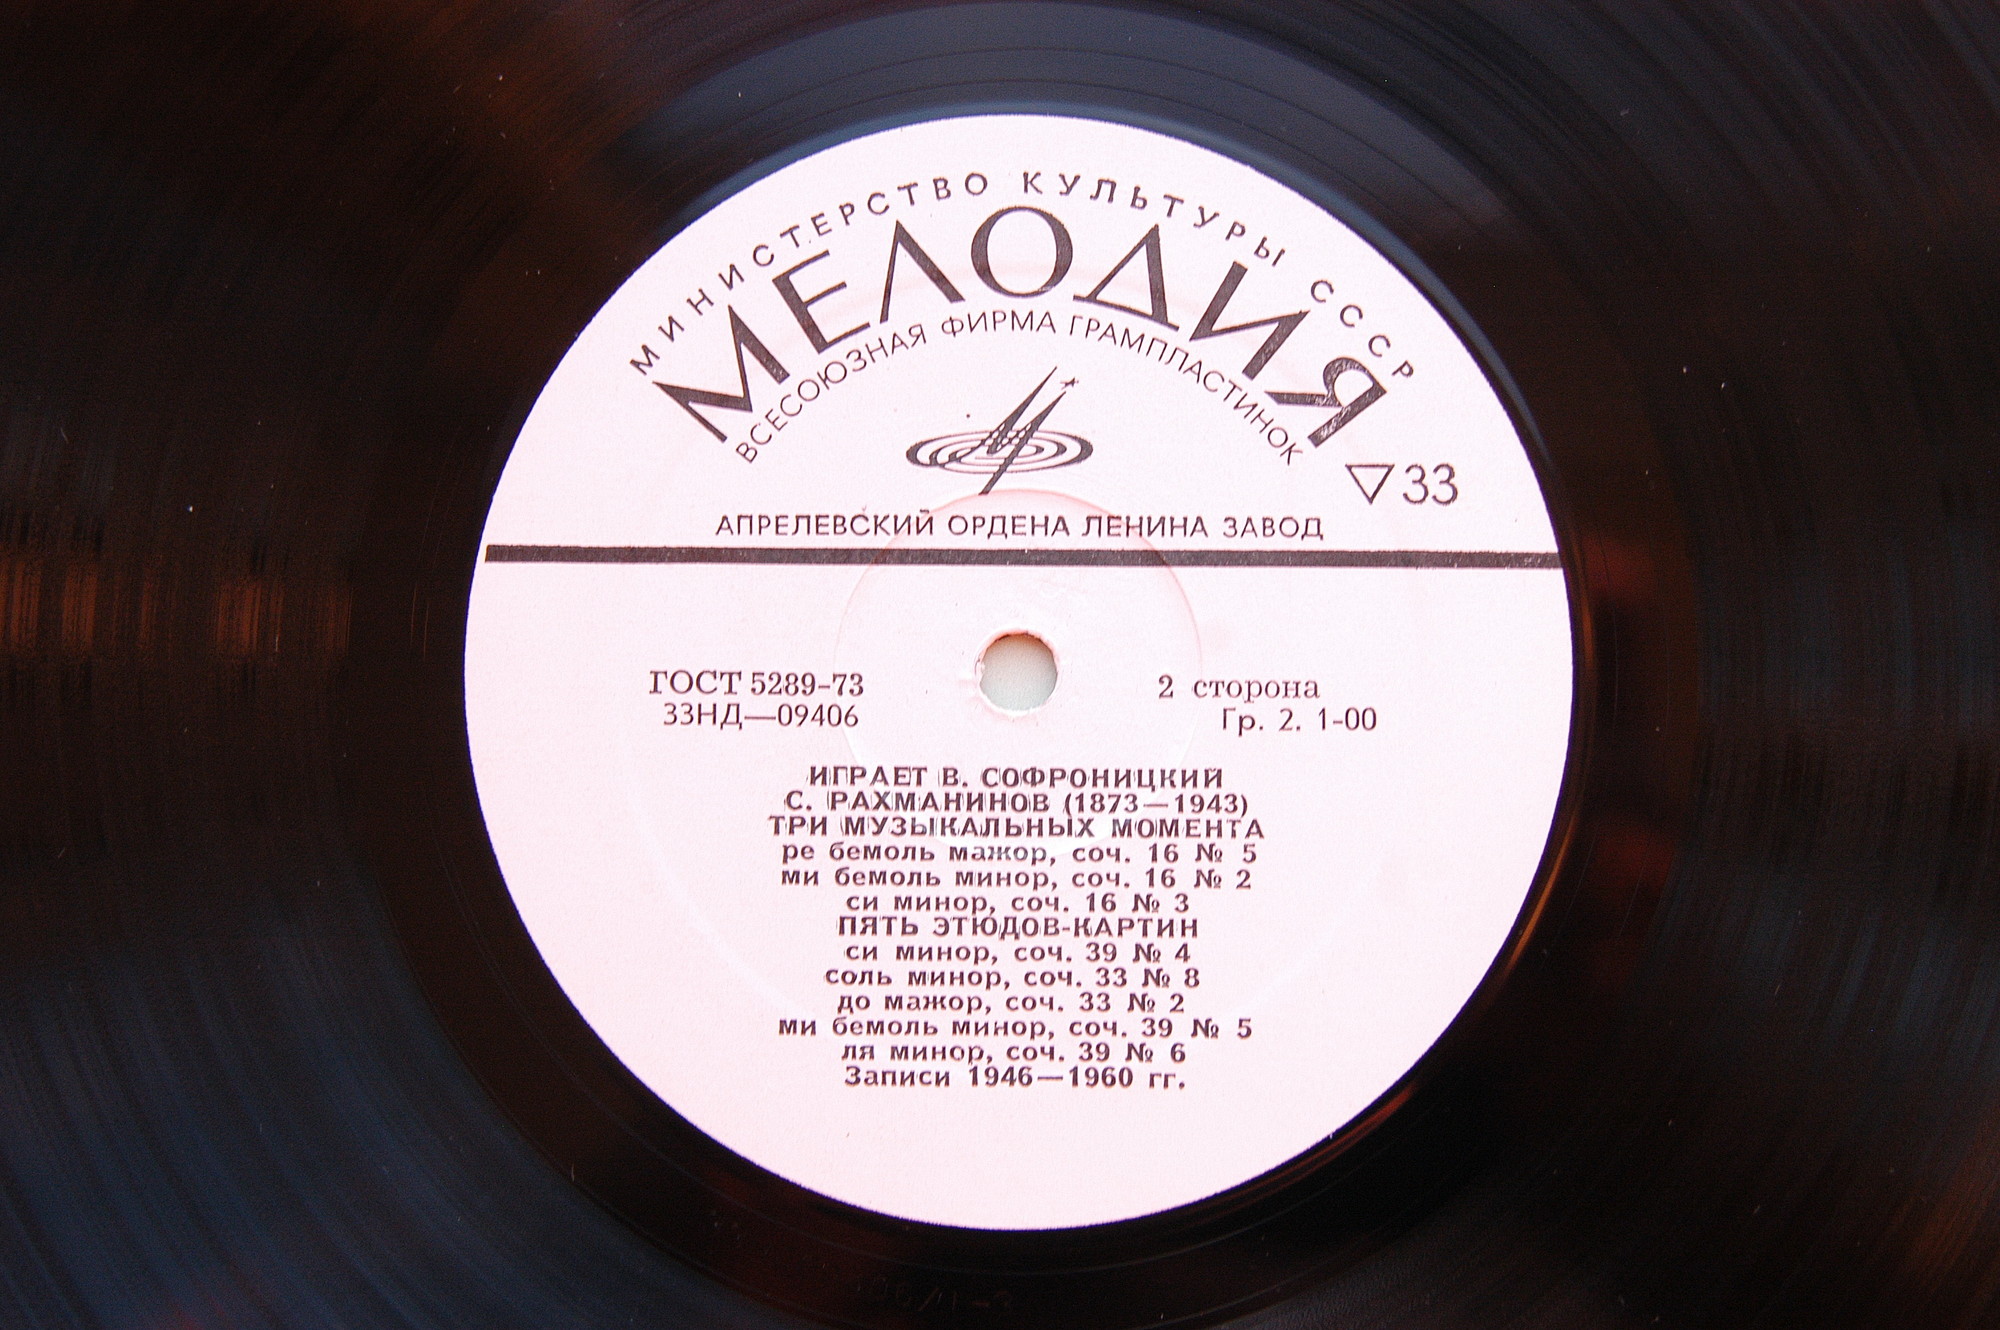 МИНИСТЕРСТВО КУЛЬТУРЫ СССР
МЕЛОДИЯ
ВСЕСОЮЗНАЯ ФИРМА ГРАМПЛАСТИНОК
▽33
АПРЕЛЕВСКИЙ ОРДЕНА ЛЕНИНА ЗАВОД
ГОСТ 5289-73
2 сторона
33НД—09406
Гр. 2. 1-00
ИГРАЕТ В. СОФРОНИЦКИЙ
С. РАХМАНИНОВ (1873—1943)
ТРИ МУЗЫКАЛЬНЫХ МОМЕНТА
ре бемоль мажор, соч. 16 № 5
ми бемоль минор, соч. 16 № 2
си минор, соч. 16 № 3
ПЯТЬ ЭТЮДОВ-КАРТИН
си минор, соч. 39 № 4
соль минор, соч. 33 № 8
до мажор, соч. 33 № 2
ми бемоль минор, соч. 39 № 5
ля минор, соч. 39 № 6
Записи 1946—1960 гг.